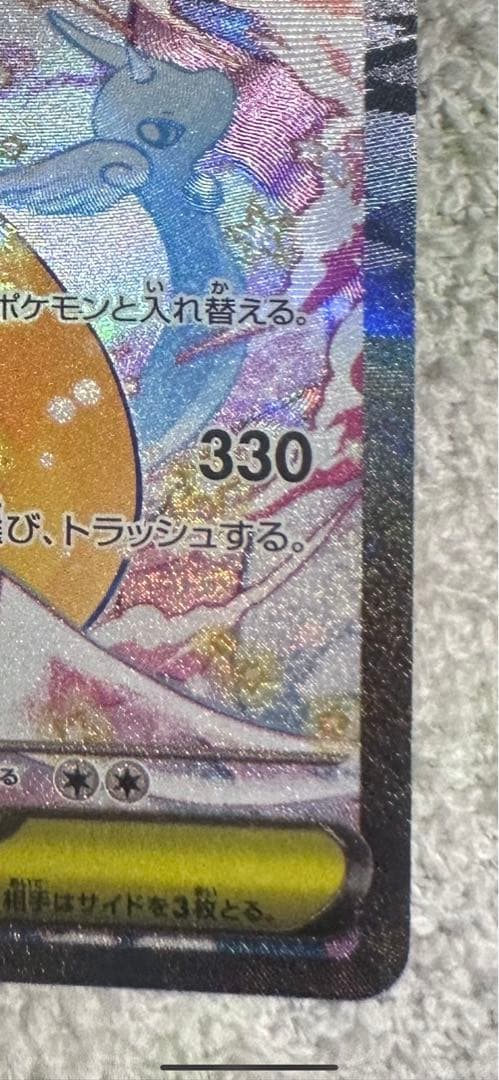 ポケモンと入れ替える。
330
び、トラッシュする。
る
相手はサイドを3枚とる。